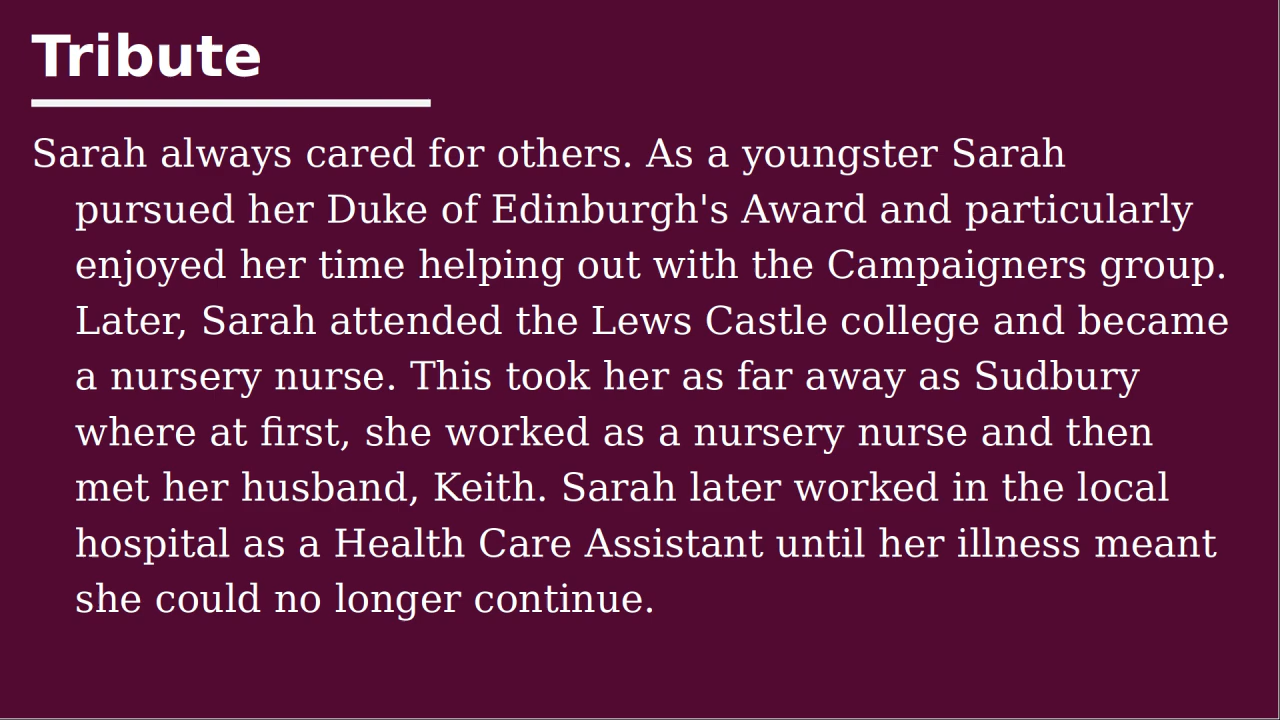 Tribute
Sarah always cared for others. As a youngster Sarah
pursued her Duke of Edinburgh's Award and particularly
enjoyed her time helping out with the Campaigners group.
Later, Sarah attended the Lews Castle college and became
a nursery nurse. This took her as far away as Sudbury
where at first, she worked as a nursery nurse and then
met her husband, Keith. Sarah later worked in the local
hospital as a Health Care Assistant until her illness meant
she could no longer continue.